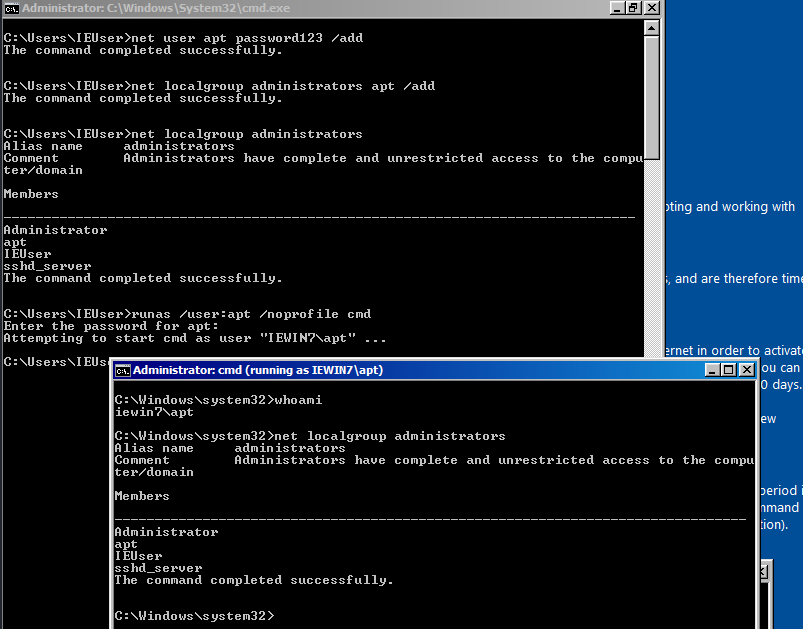 Administrator: C:\Windows\System32\cmd.exe
C:\Users\IEUser>net user apt password123 /add
The command completed successfully.
C:\Users\IEUser>net localgroup administrators apt /add
The command completed successfully.
C:\Users\IEUser>net localgroup administrators
Alias name     administrators
Comment        Administrators have complete and unrestricted access to the compu
ter/domain
Members
-------------------------------------------------------------------------------
Administrator
apt
IEUser
sshd_server
The command completed successfully.
C:\Users\IEUser>runas /user:apt /noprofile cmd
Enter the password for apt:
Attempting to start cmd as user "IEWIN7\apt" ...
C:\Users\IEUs
Administrator: cmd (running as IEWIN7\apt)
C:\Windows\system32>whoami
iewin7\apt
C:\Windows\system32>net localgroup administrators
Alias name     administrators
Comment        Administrators have complete and unrestricted access to the compu
ter/domain
Members
-------------------------------------------------------------------------------
Administrator
apt
IEUser
sshd_server
The command completed successfully.
C:\Windows\system32>
oting and working with
s, and are therefore time
ernet in order to activate
ou can
0 days.
ew
period i
mmand
tion).